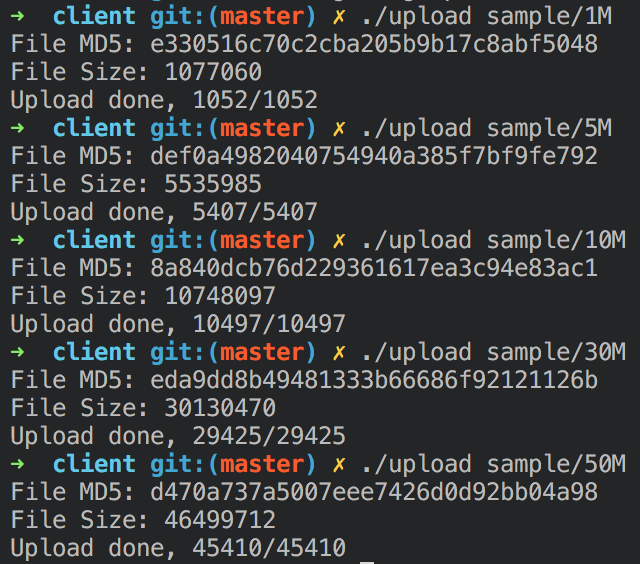 ➜ client git:(master) ✗ ./upload sample/1M
File MD5: e330516c70c2cba205b9b17c8abf5048
File Size: 1077060
Upload done, 1052/1052
➜ client git:(master) ✗ ./upload sample/5M
File MD5: def0a4982040754940a385f7bf9fe792
File Size: 5535985
Upload done, 5407/5407
➜ client git:(master) ✗ ./upload sample/10M
File MD5: 8a840dcb76d229361617ea3c94e83ac1
File Size: 10748097
Upload done, 10497/10497
➜ client git:(master) ✗ ./upload sample/30M
File MD5: eda9dd8b49481333b66686f92121126b
File Size: 30130470
Upload done, 29425/29425
➜ client git:(master) ✗ ./upload sample/50M
File MD5: d470a737a5007eee7426d0d92bb04a98
File Size: 46499712
Upload done, 45410/45410